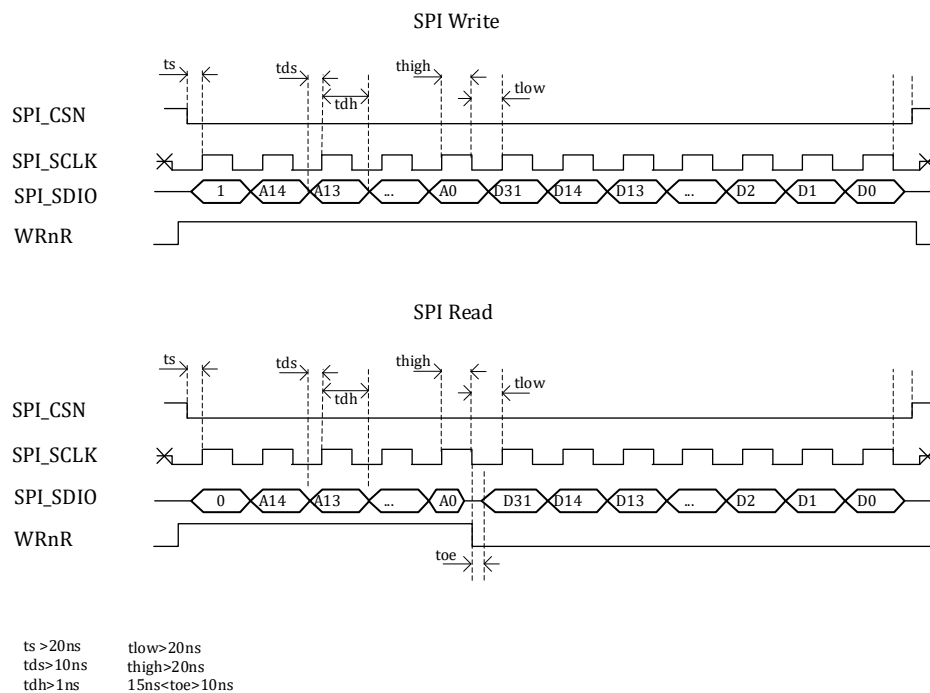 SPI Write
ts tds thigh
tdh tlow
SPI_CSN
SPI_SCLK
SPI_SDIO 1 A14 A13 ... A0 D31 D14 D13 ... D2 D1 D0
WRnR
SPI Read
ts tds thigh
tdh tlow
SPI_CSN
SPI_SCLK
SPI_SDIO 0 A14 A13 ... A0 D31 D14 D13 ... D2 D1 D0
WRnR
toe
ts >20ns tlow>20ns
tds>10ns thigh>20ns
tdh>1ns 15ns<toe>10ns